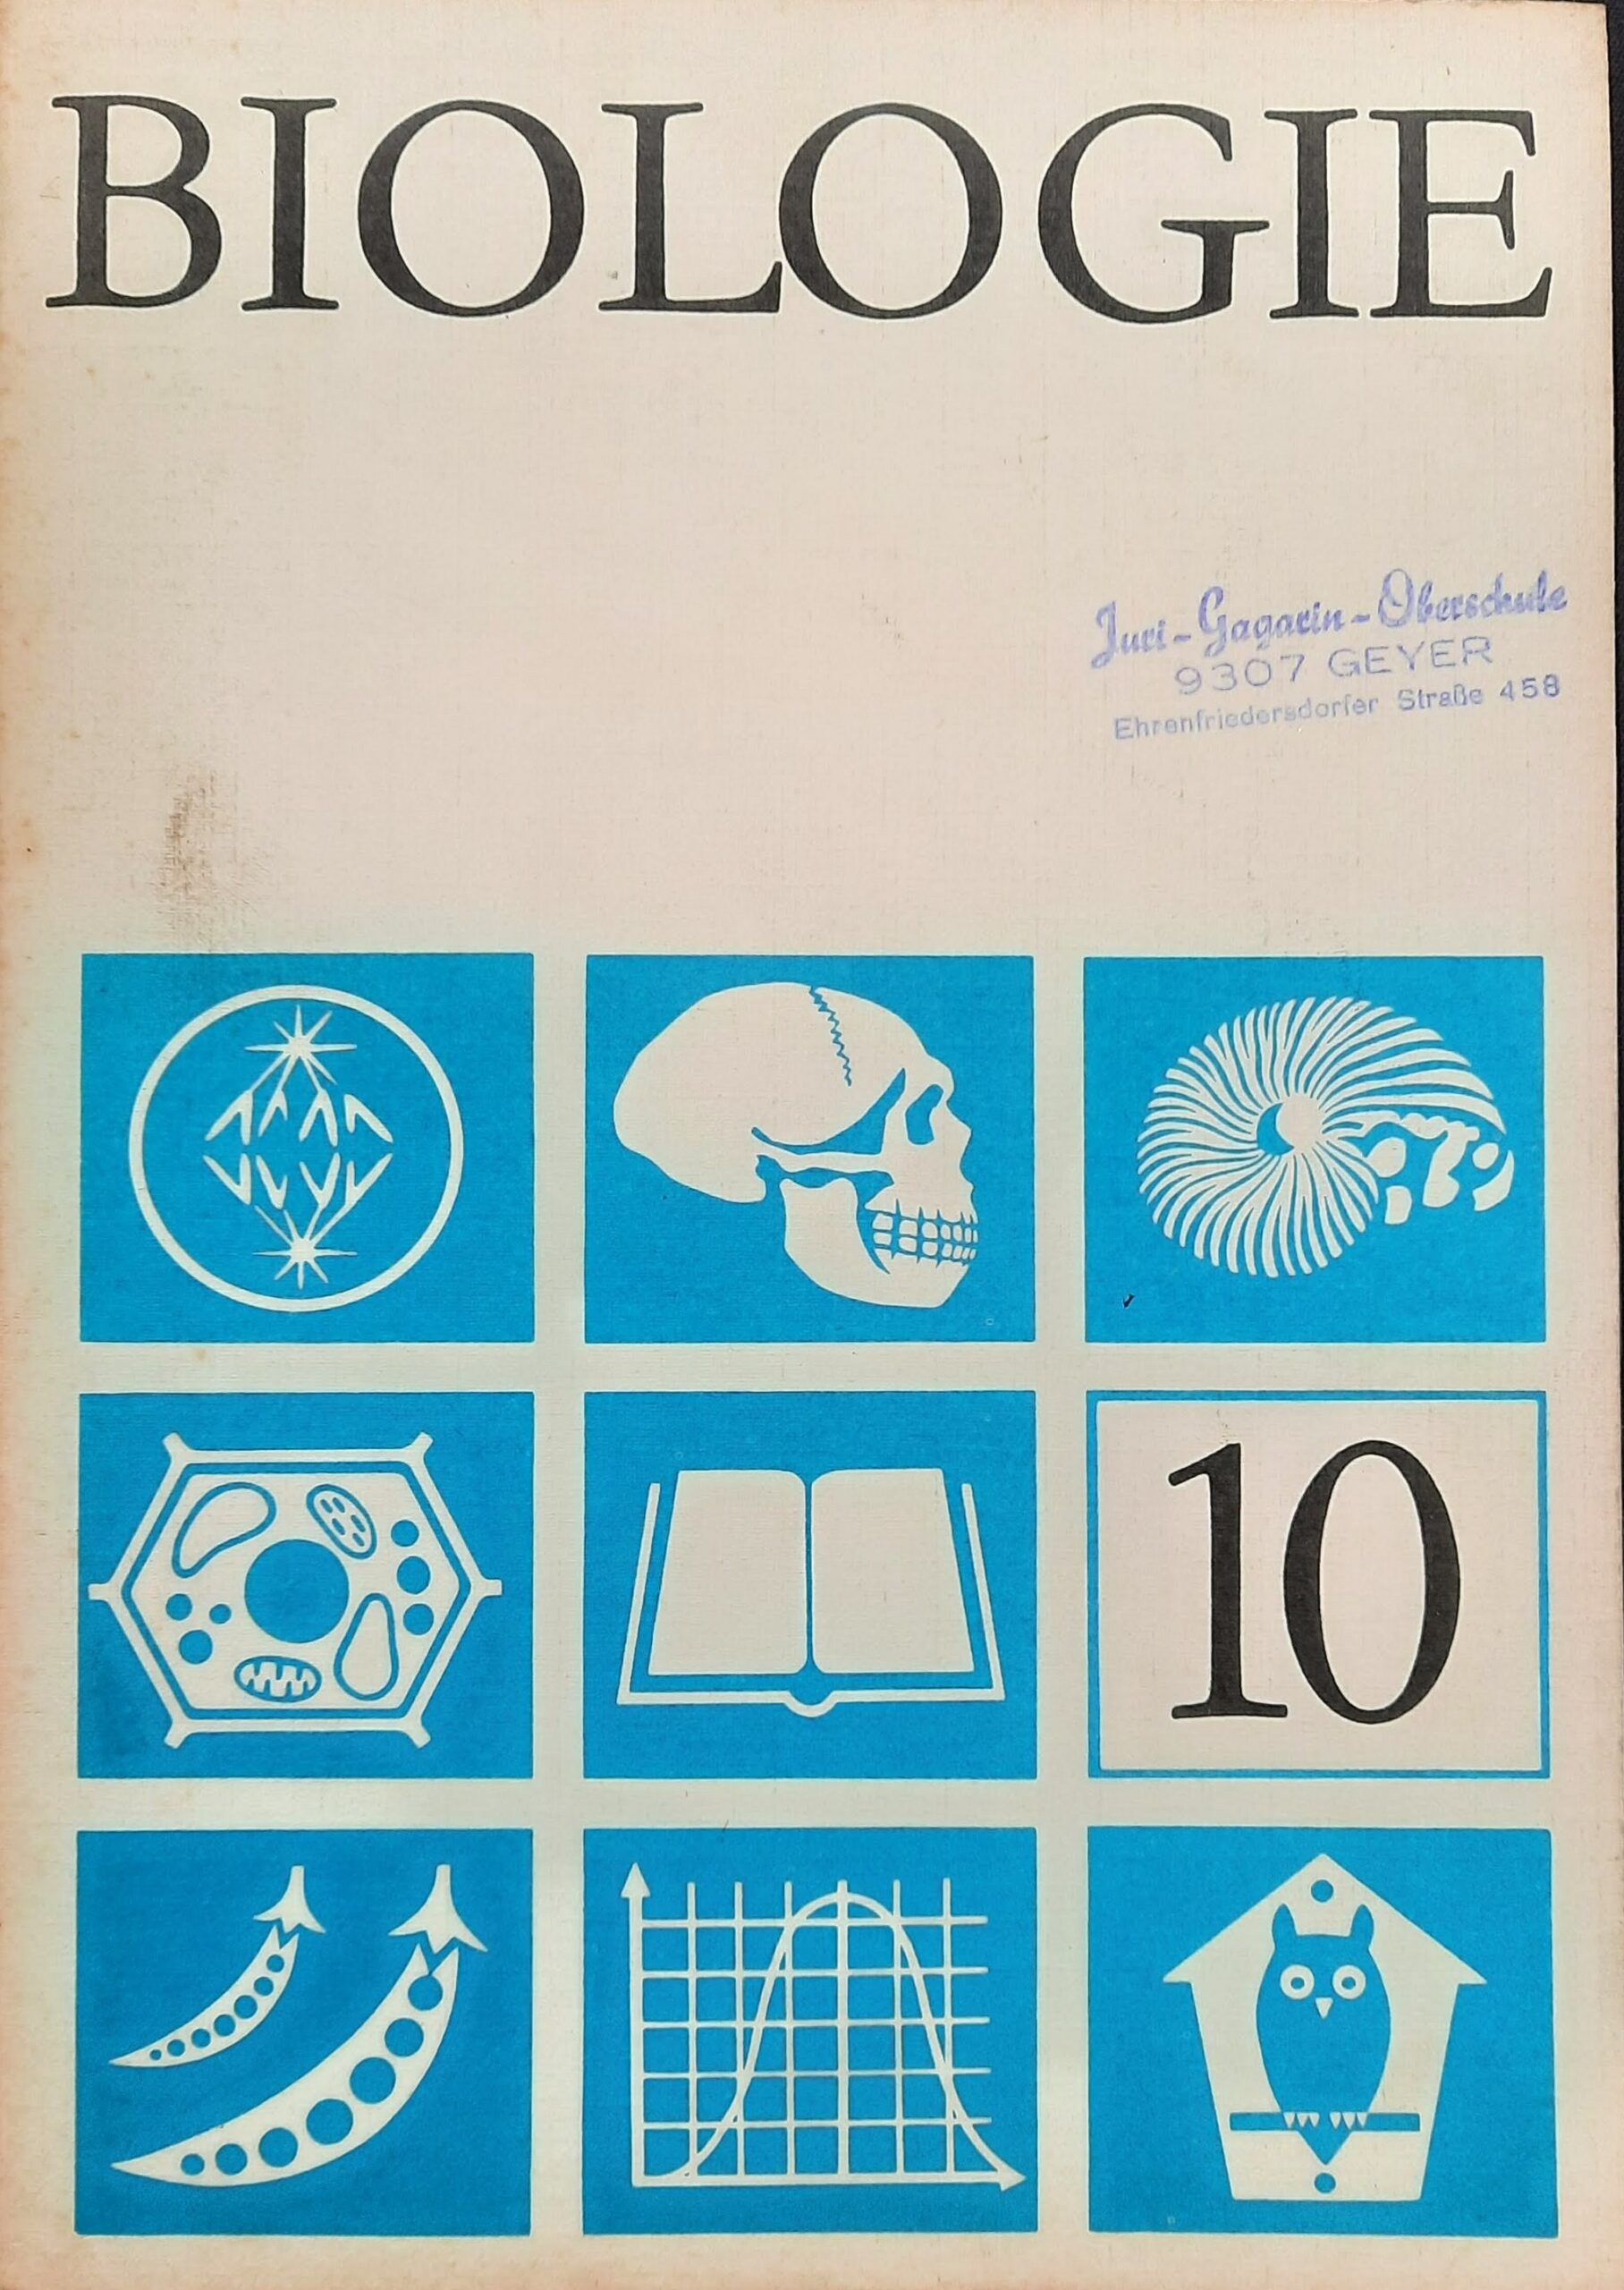 BIOLOGIE
Juri-Gagarin-Oberschule
9307 GEYER
Ehrenfriedersdorfer Straße 458
10